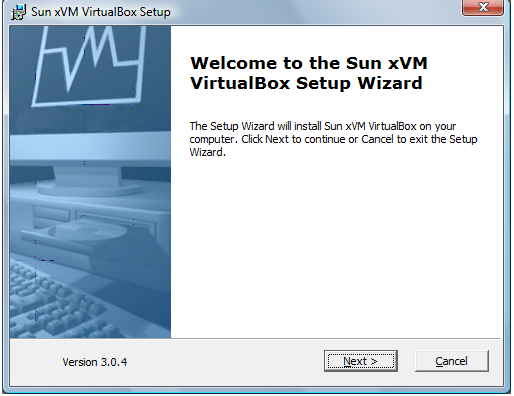 Sun xVM VirtualBox Setup
Welcome to the Sun xVM
VirtualBox Setup Wizard
The Setup Wizard will install Sun xVM VirtualBox on your
computer. Click Next to continue or Cancel to exit the Setup
Wizard.
Version 3.0.4
Next >
Cancel